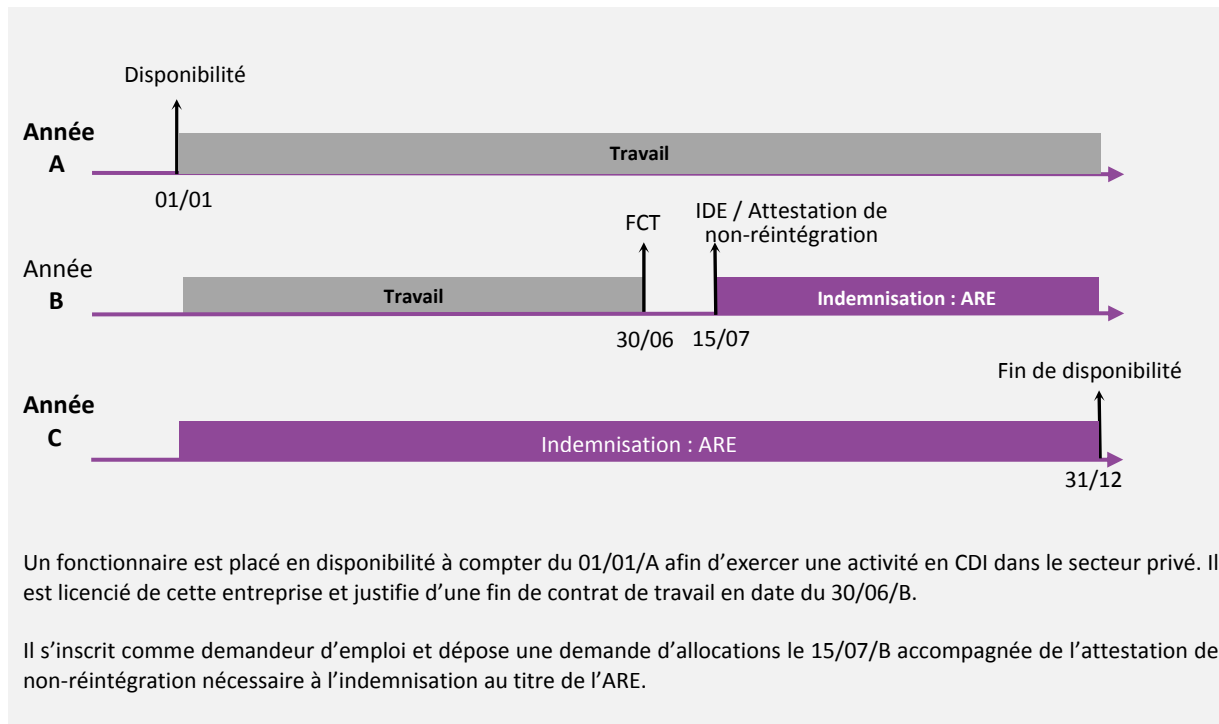 Disponibilité
Année
A
Travail
01/01
FCT
IDE / Attestation de
non-réintégration
Année
B
Travail
Indemnisation : ARE
30/06
15/07
Fin de disponibilité
Année
C
Indemnisation : ARE
31/12
Un fonctionnaire est placé en disponibilité à compter du 01/01/A afin d’exercer une activité en CDI dans le secteur privé. Il
est licencié de cette entreprise et justifie d’une fin de contrat de travail en date du 30/06/B.
Il s’inscrit comme demandeur d’emploi et dépose une demande d’allocations le 15/07/B accompagnée de l’attestation de
non-réintégration nécessaire à l’indemnisation au titre de l’ARE.